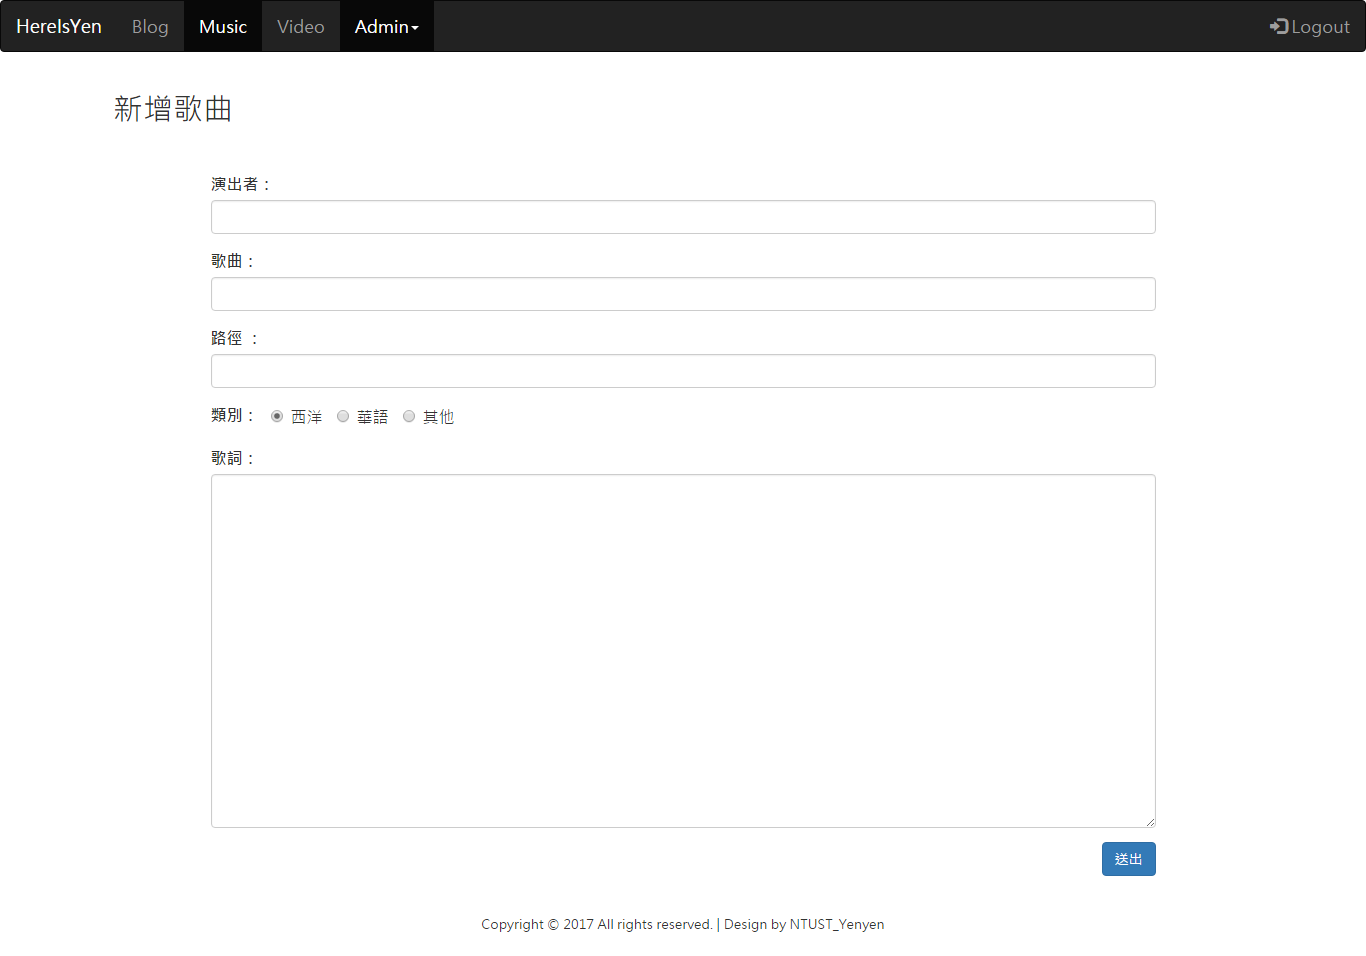 HereIsYen Blog Music Video Admin Logout
新增歌曲
演出者：
歌曲：
路徑 ：
類別： 西洋 華語 其他
歌詞：
送出
Copyright © 2017 All rights reserved. | Design by NTUST_Yenyen